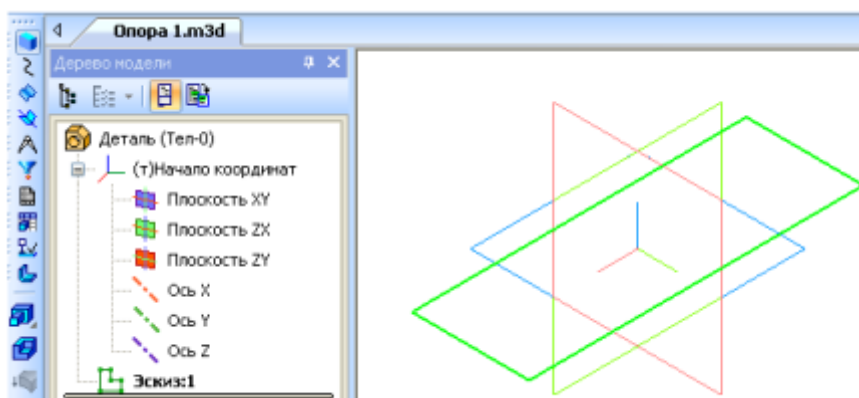 Опора 1.m3d
Дерево модели
Деталь (Тел-0)
(т)Начало координат
Плоскость XY
Плоскость ZX
Плоскость ZY
Ось X
Ось Y
Ось Z
Эскиз:1